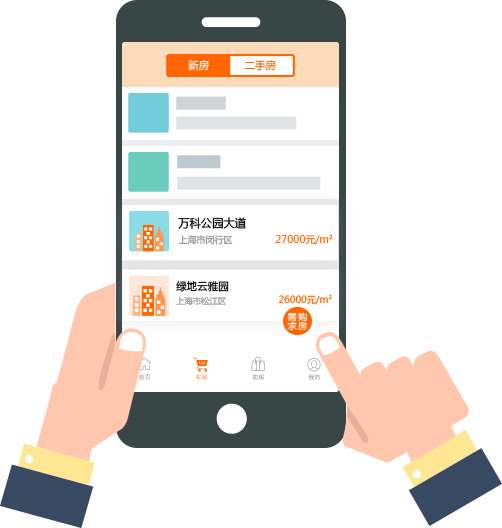 新房 二手房
万科公园大道
上海市闵行区 27000元/m²
绿地云雅园
上海市松江区 26000元/m²
需购
求房
首页 买房 卖房 我的